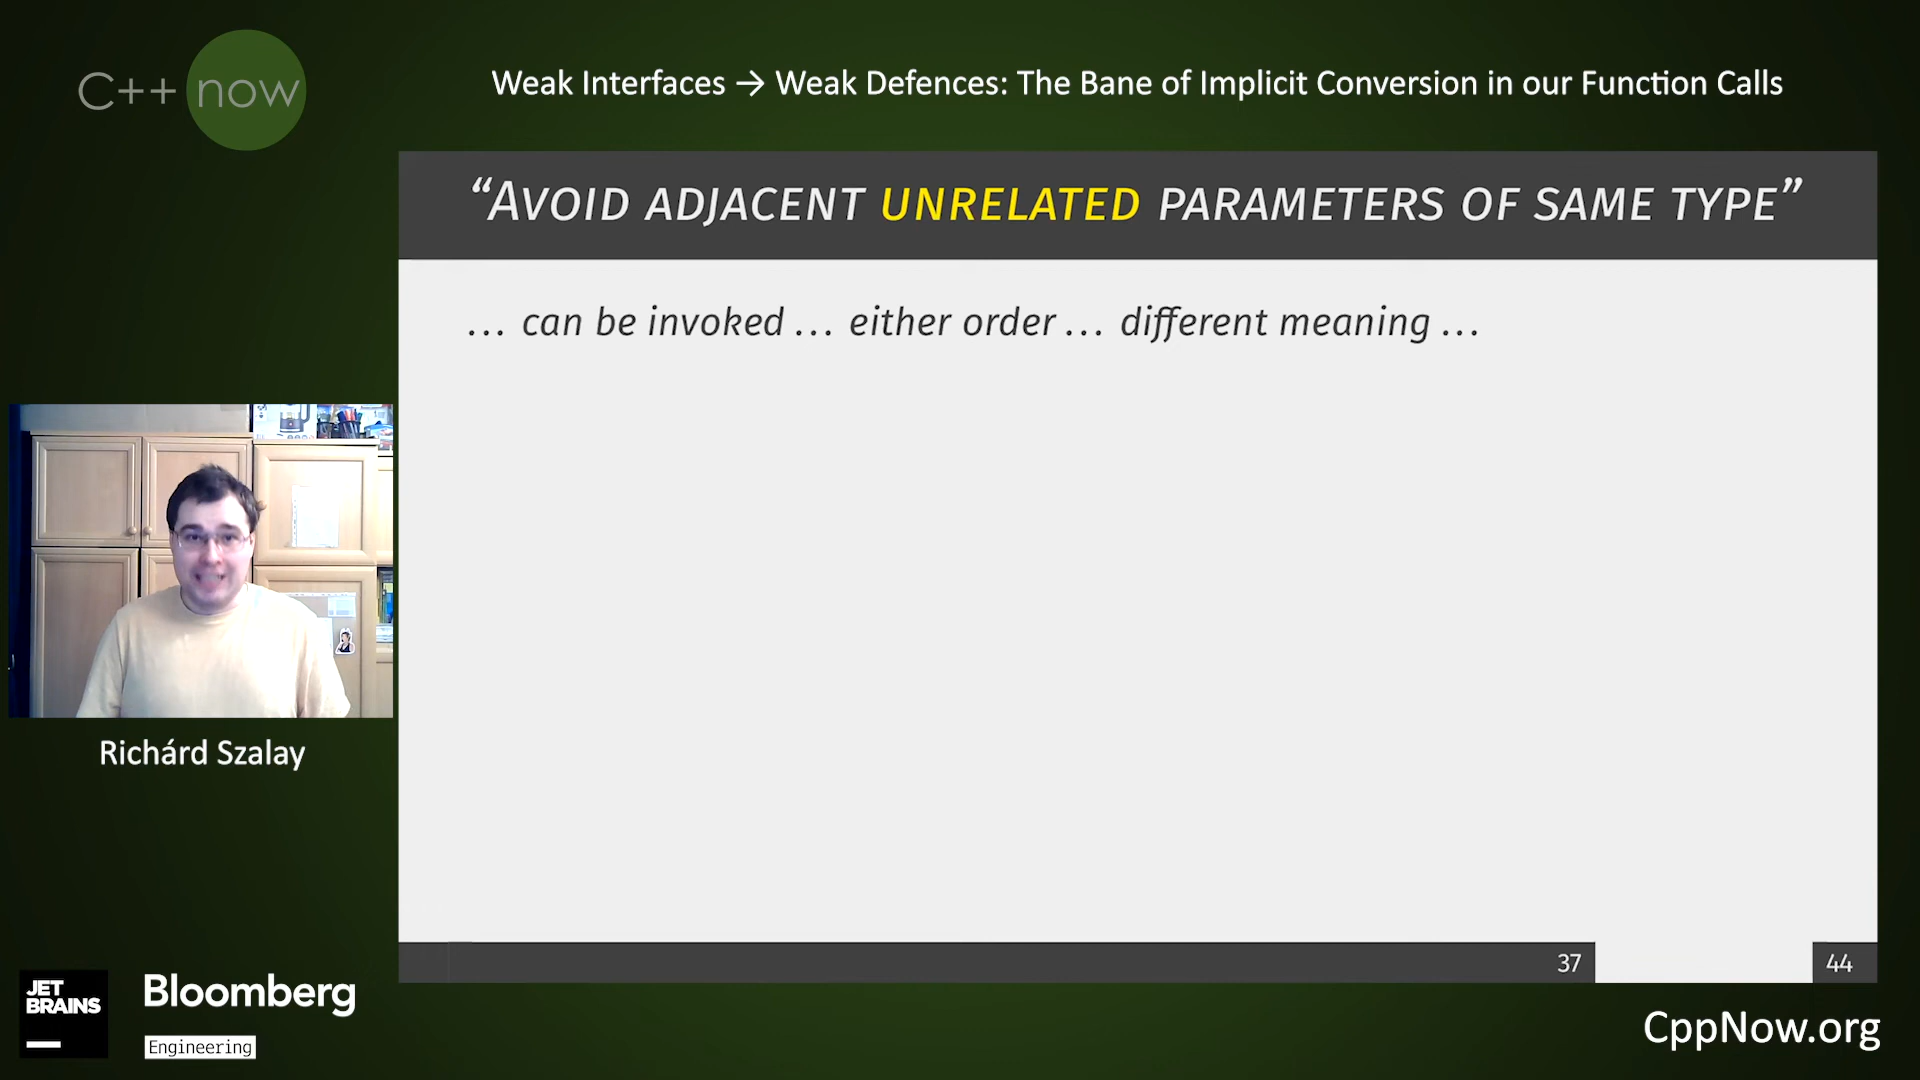 C++ now
Weak Interfaces → Weak Defences: The Bane of Implicit Conversion in our Function Calls
“AVOID ADJACENT UNRELATED PARAMETERS OF SAME TYPE”
... can be invoked ... either order ... different meaning ...
Richárd Szalay
37
44
JET
BRAINS
Bloomberg
Engineering
CppNow.org